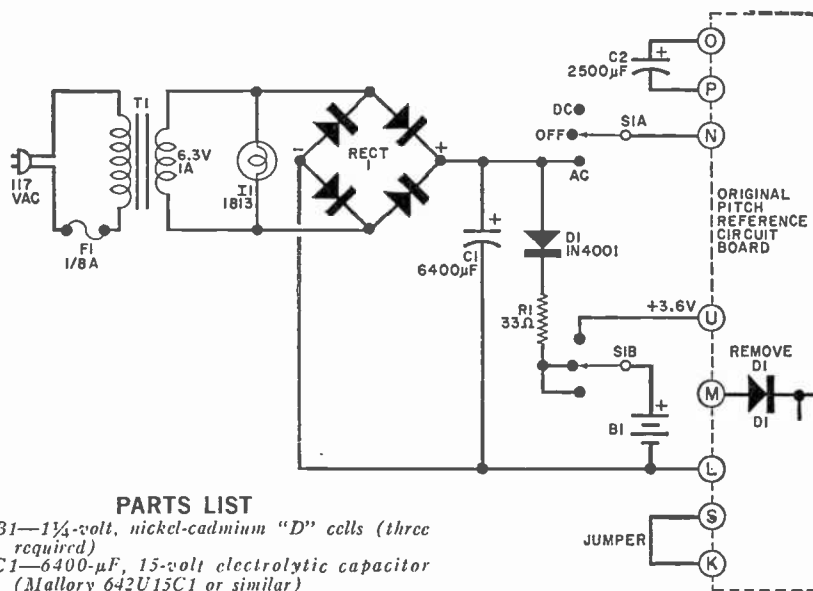 O
C2
+
2500µF
P
T1
DC
S1A
OFF
N
-
+
6.3V
1A
RECT
1
AC
117
VAC
I1
1813
ORIGINAL
PITCH
REFERENCE
CIRCUIT
BOARD
F1
1/8 A
+
C1
6400µF
D1
1N4001
R1
33Ω
+3.6V
U
S1B
REMOVE
D1
M
D1
+
B1
L
PARTS LIST
B1—1¼-volt, nickel-cadmium "D" cells (three
required)
C1—6400-µF, 15-volt electrolytic capacitor
(Mallory 642U15C1 or similar)
JUMPER
S
K